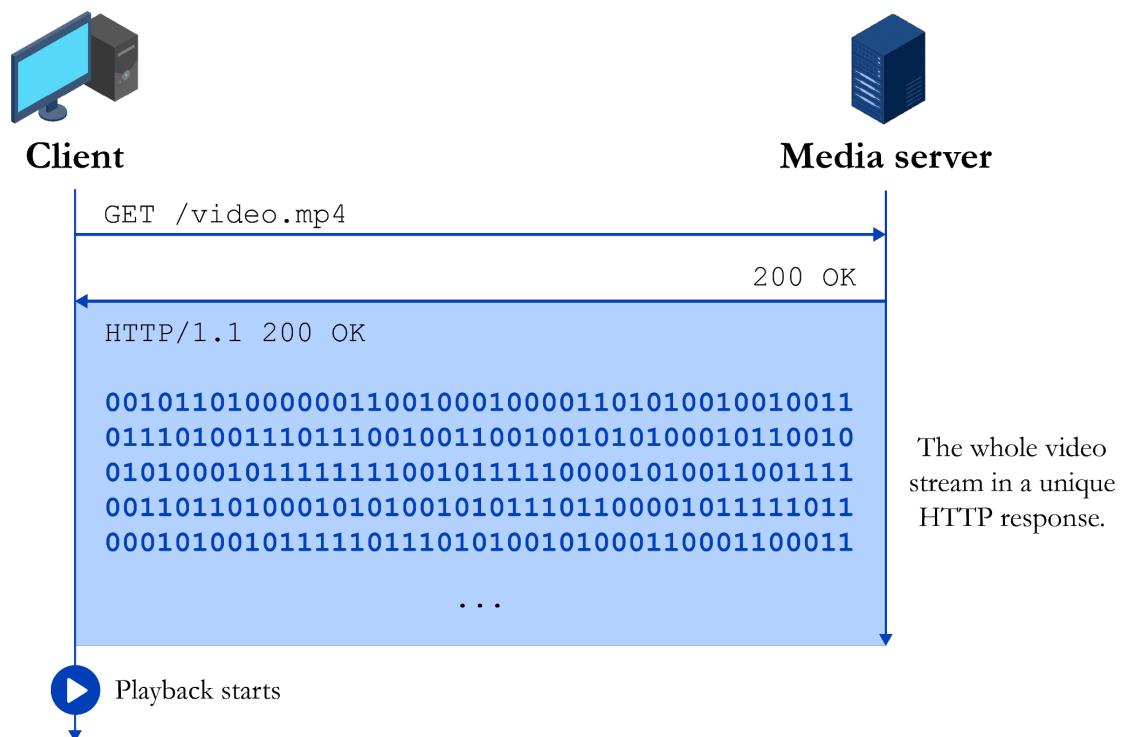 Client
Media server
GET /video.mp4
200 OK
HTTP/1.1 200 OK
0010110100000011001000100001101010010010011
0111010011101110010011001001010100010110010
0101000101111111100101111100001010011001111
0011011010001010100101011101100001011111011
0001010010111110111010100101000110001100011
The whole video
stream in a unique
HTTP response.
...
Playback starts